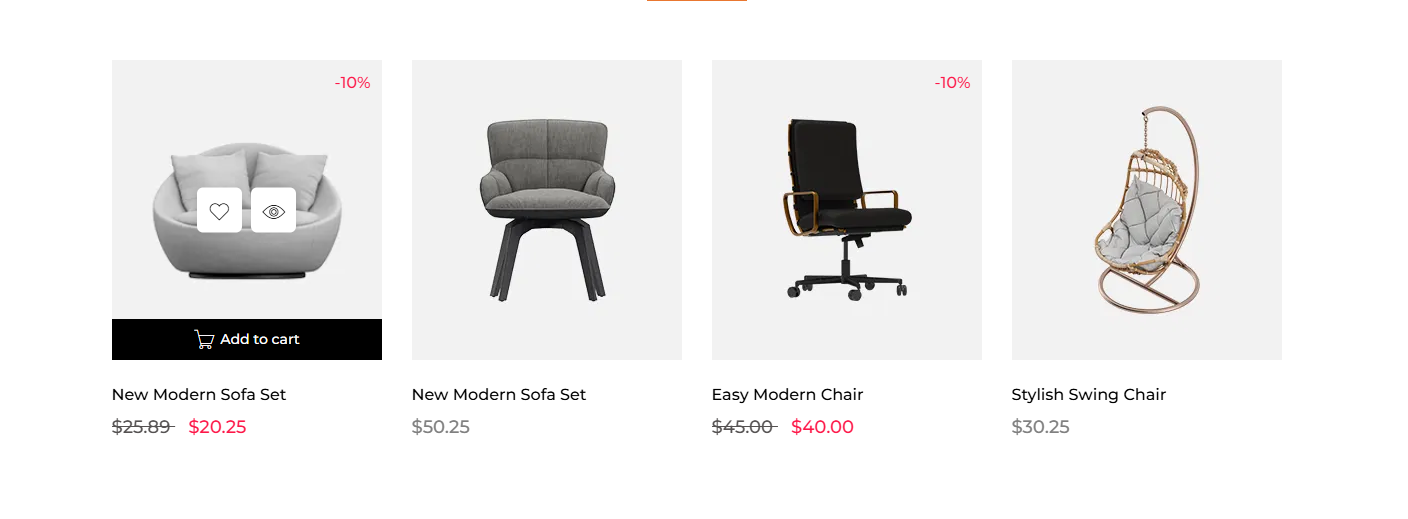 -10%
-10%
Add to cart
New Modern Sofa Set
New Modern Sofa Set
Easy Modern Chair
Stylish Swing Chair
$25.89 $20.25
$50.25
$45.00 $40.00
$30.25